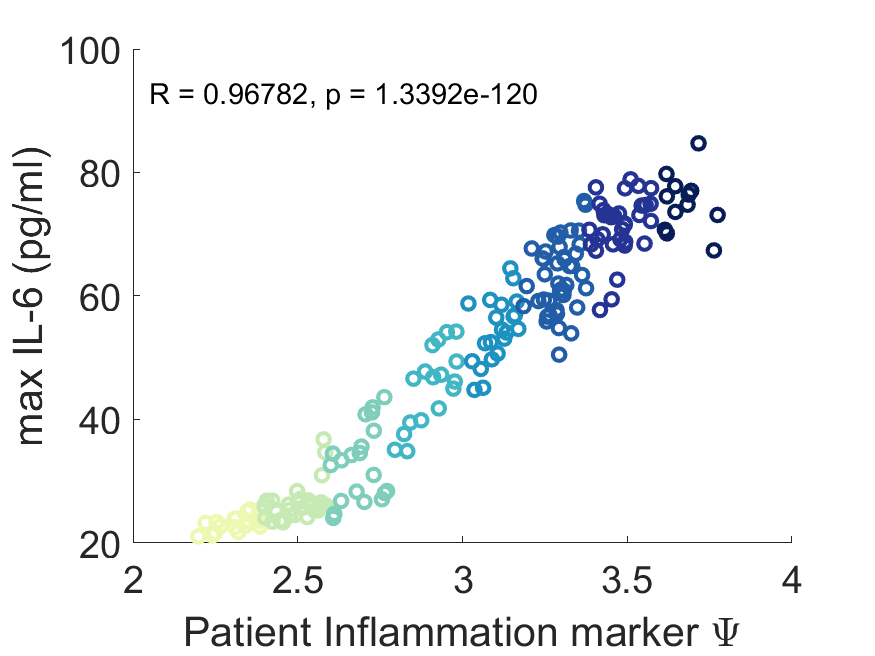 100
R = 0.96782, p = 1.3392e-120
80
60
40
20
max IL-6 (pg/ml)
2 2.5 3 3.5 4
Patient Inflammation marker Ψ